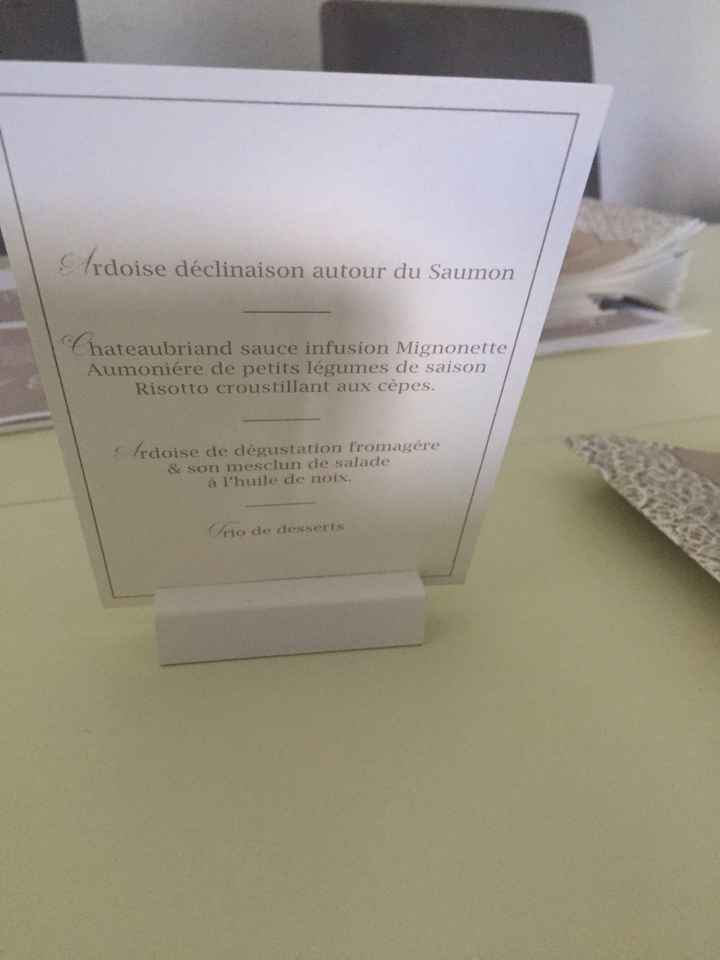 Ardoise déclinaison autour du Saumon
Chateaubriand sauce infusion Mignonette
Aumoniére de petits légumes de saison
Risotto croustillant aux cèpes.
Ardoise de dégustation fromagére
& son mesclun de salade
à l'huile de noix.
Trio de desserts